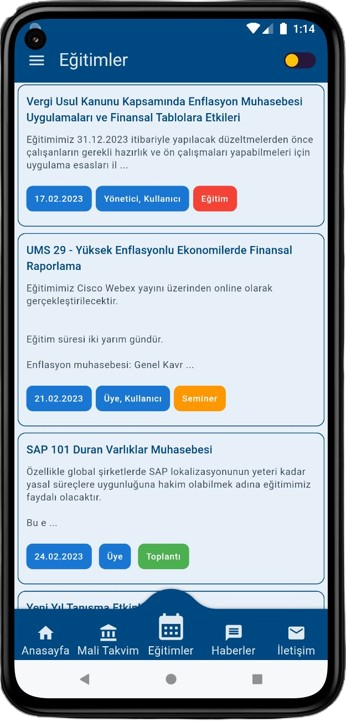 1:14
Eğitimler
Vergi Usul Kanunu Kapsamında Enflasyon Muhasebesi
Uygulamaları ve Finansal Tablolara Etkileri
Eğitimimiz 31.12.2023 itibariyle yapılacak düzeltmelerden önce
çalışanların gerekli hazırlık ve ön çalışmaları yapabilmeleri için
uygulama esasları il ...
17.02.2023 Yönetici, Kullanıcı Eğitim
UMS 29 - Yüksek Enflasyonlu Ekonomilerde Finansal
Raporlama
Eğitimimiz Cisco Webex yayını üzerinden online olarak
gerçekleştirilecektir.
Eğitim süresi iki yarım gündür.
Enflasyon muhasebesi: Genel Kavr ...
21.02.2023 Üye, Kullanıcı Seminer
SAP 101 Duran Varlıklar Muhasebesi
Özellikle global şirketlerde SAP lokalizasyonunun yeteri kadar
yasal süreçlere uygunluğuna hakim olabilmek adına eğitimimiz
faydalı olacaktır.
Bu e ...
24.02.2023 Üye Toplantı
Yeni Yıl Tanışma
Anasayfa Mali Takvim Eğitimler Haberler İletişim